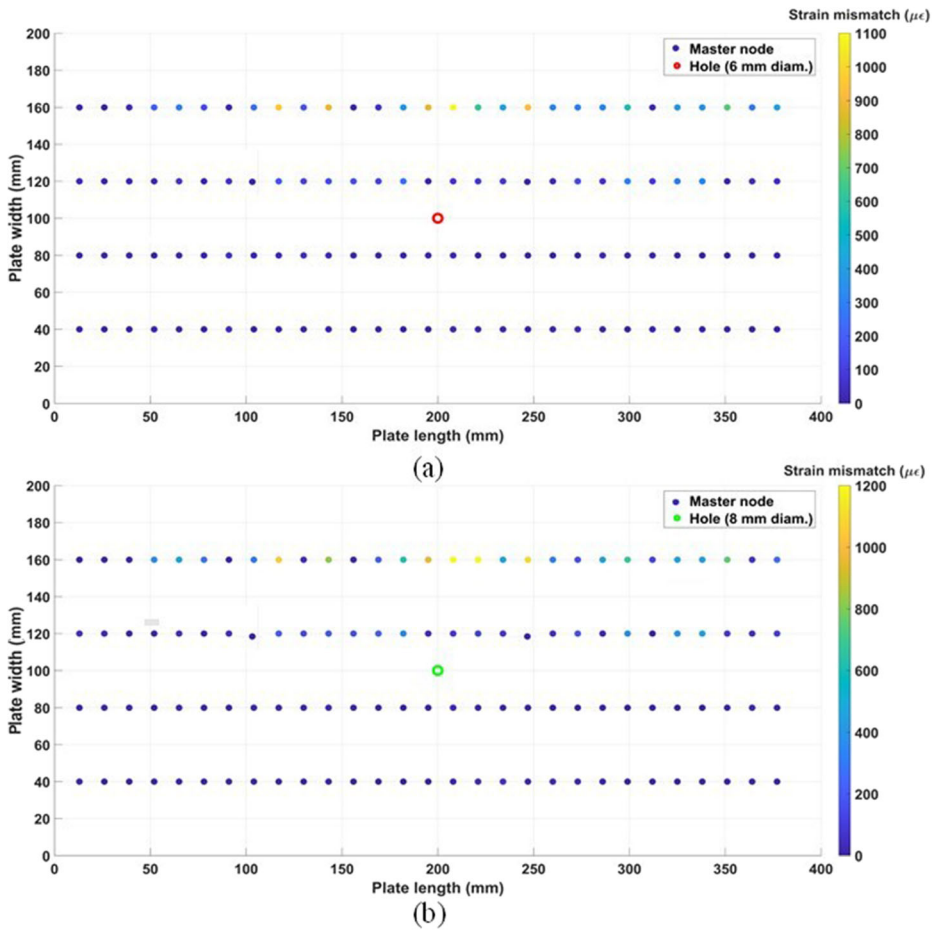 Strain mismatch (με)
200
180
160
140
120
100
80
60
40
20
0
Plate width (mm)
0 50 100 150 200 250 300 350 400
Plate length (mm)
Master node
Hole (6 mm diam.)
1100
1000
900
800
700
600
500
400
300
200
100
0
(a)
Strain mismatch (με)
200
180
160
140
120
100
80
60
40
20
0
Plate width (mm)
0 50 100 150 200 250 300 350 400
Plate length (mm)
Master node
Hole (8 mm diam.)
1200
1000
800
600
400
200
0
(b)